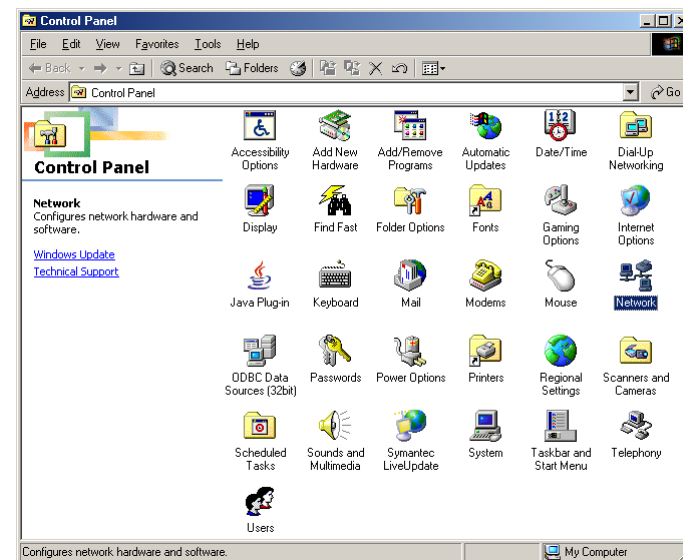 Control Panel
File Edit View Favorites Tools Help
Back Search Folders
Address Control Panel Go
Control Panel
Network
Configures network hardware and
software.
Windows Update
Technical Support
Accessibility
Options
Add New
Hardware
Add/Remove
Programs
Automatic
Updates
Date/Time
Dial-Up
Networking
Display
Find Fast
Folder Options
Fonts
Gaming
Options
Internet
Options
Java Plug-in
Keyboard
Mail
Modems
Mouse
Network
ODBC Data
Sources (32bit)
Passwords
Power Options
Printers
Regional
Settings
Scanners and
Cameras
Scheduled
Tasks
Sounds and
Multimedia
Symantec
LiveUpdate
System
Taskbar and
Start Menu
Telephony
Users
Configures network hardware and software.
My Computer